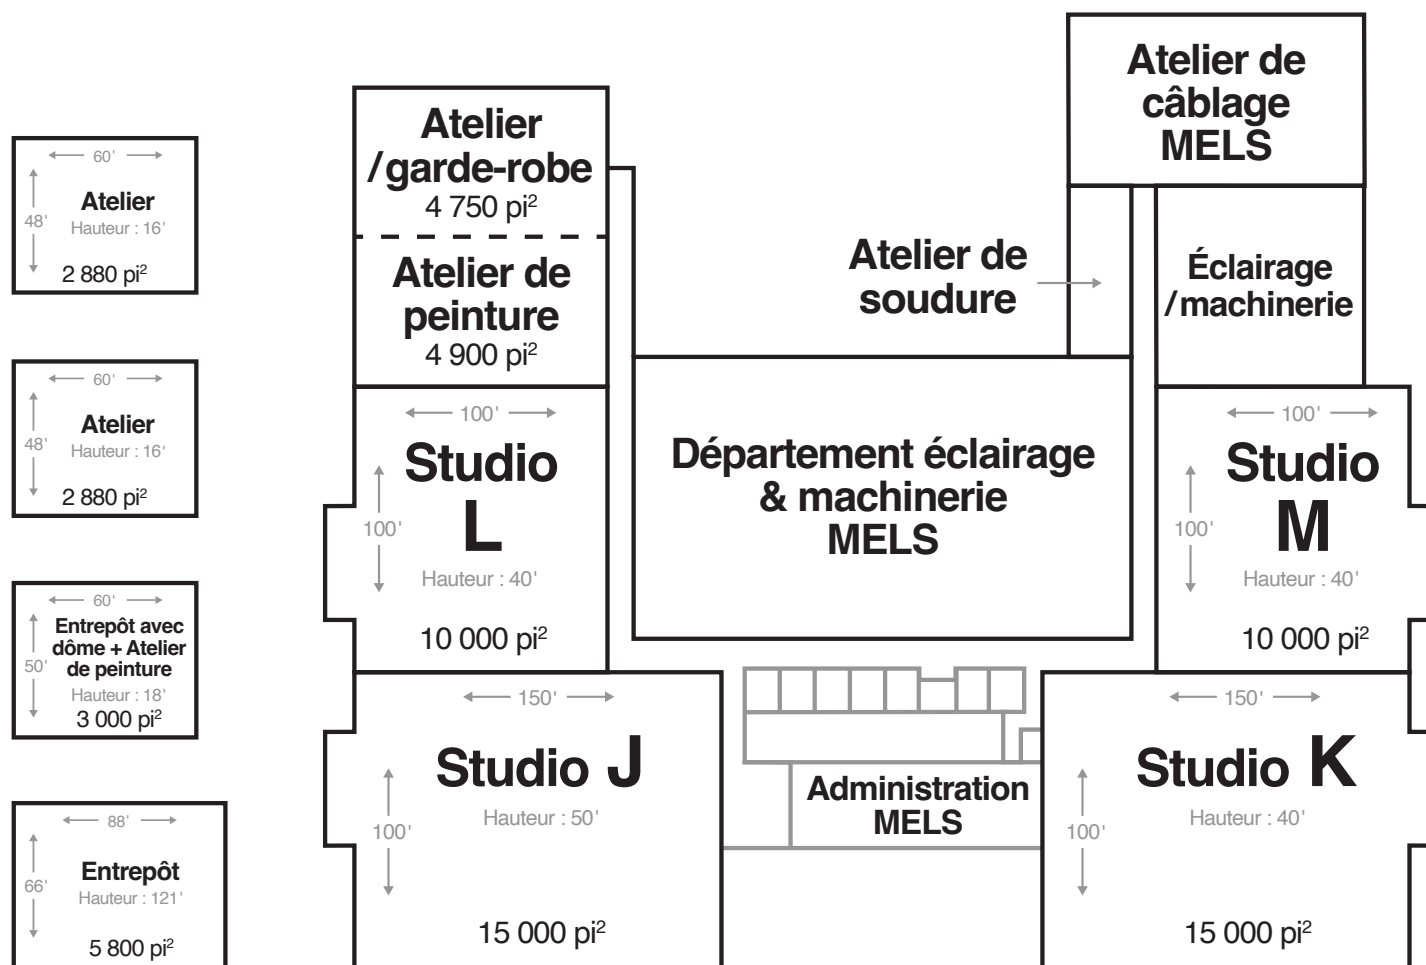 60'
48'
Atelier
Hauteur : 16'
2 880 pi²
60'
48'
Atelier
Hauteur : 16'
2 880 pi²
60'
50'
Entrepôt avec
dôme + Atelier
de peinture
Hauteur : 18'
3 000 pi²
88'
66'
Entrepôt
Hauteur : 121'
5 800 pi²
Atelier
/garde-robe
4 750 pi²
Atelier de
peinture
4 900 pi²
100'
Studio
L
100'
Hauteur : 40'
10 000 pi²
150'
Studio J
Hauteur : 50'
100'
15 000 pi²
Département éclairage
& machinerie
MELS
Administration
MELS
Atelier de
câblage
MELS
Atelier de
soudure
Éclairage
/machinerie
100'
Studio
M
100'
Hauteur : 40'
10 000 pi²
150'
Studio K
Hauteur : 40'
100'
15 000 pi²